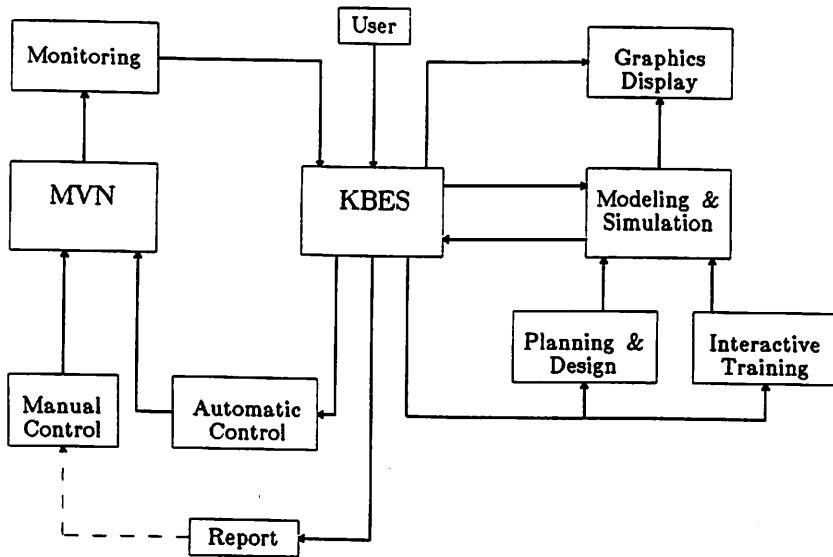 User
Monitoring
Graphics
Display
MVN
KBES
Modeling &
Simulation
Planning &
Design
Interactive
Training
Manual
Control
Automatic
Control
Report